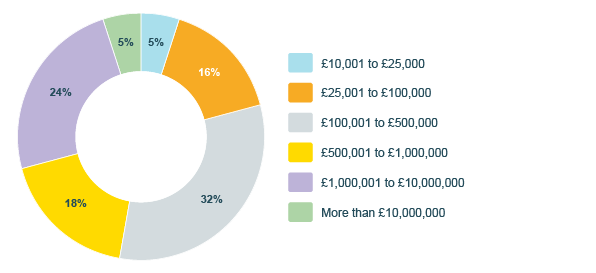 5%
5%
16%
24%
32%
18%
£10,001 to £25,000
£25,001 to £100,000
£100,001 to £500,000
£500,001 to £1,000,000
£1,000,001 to £10,000,000
More than £10,000,000